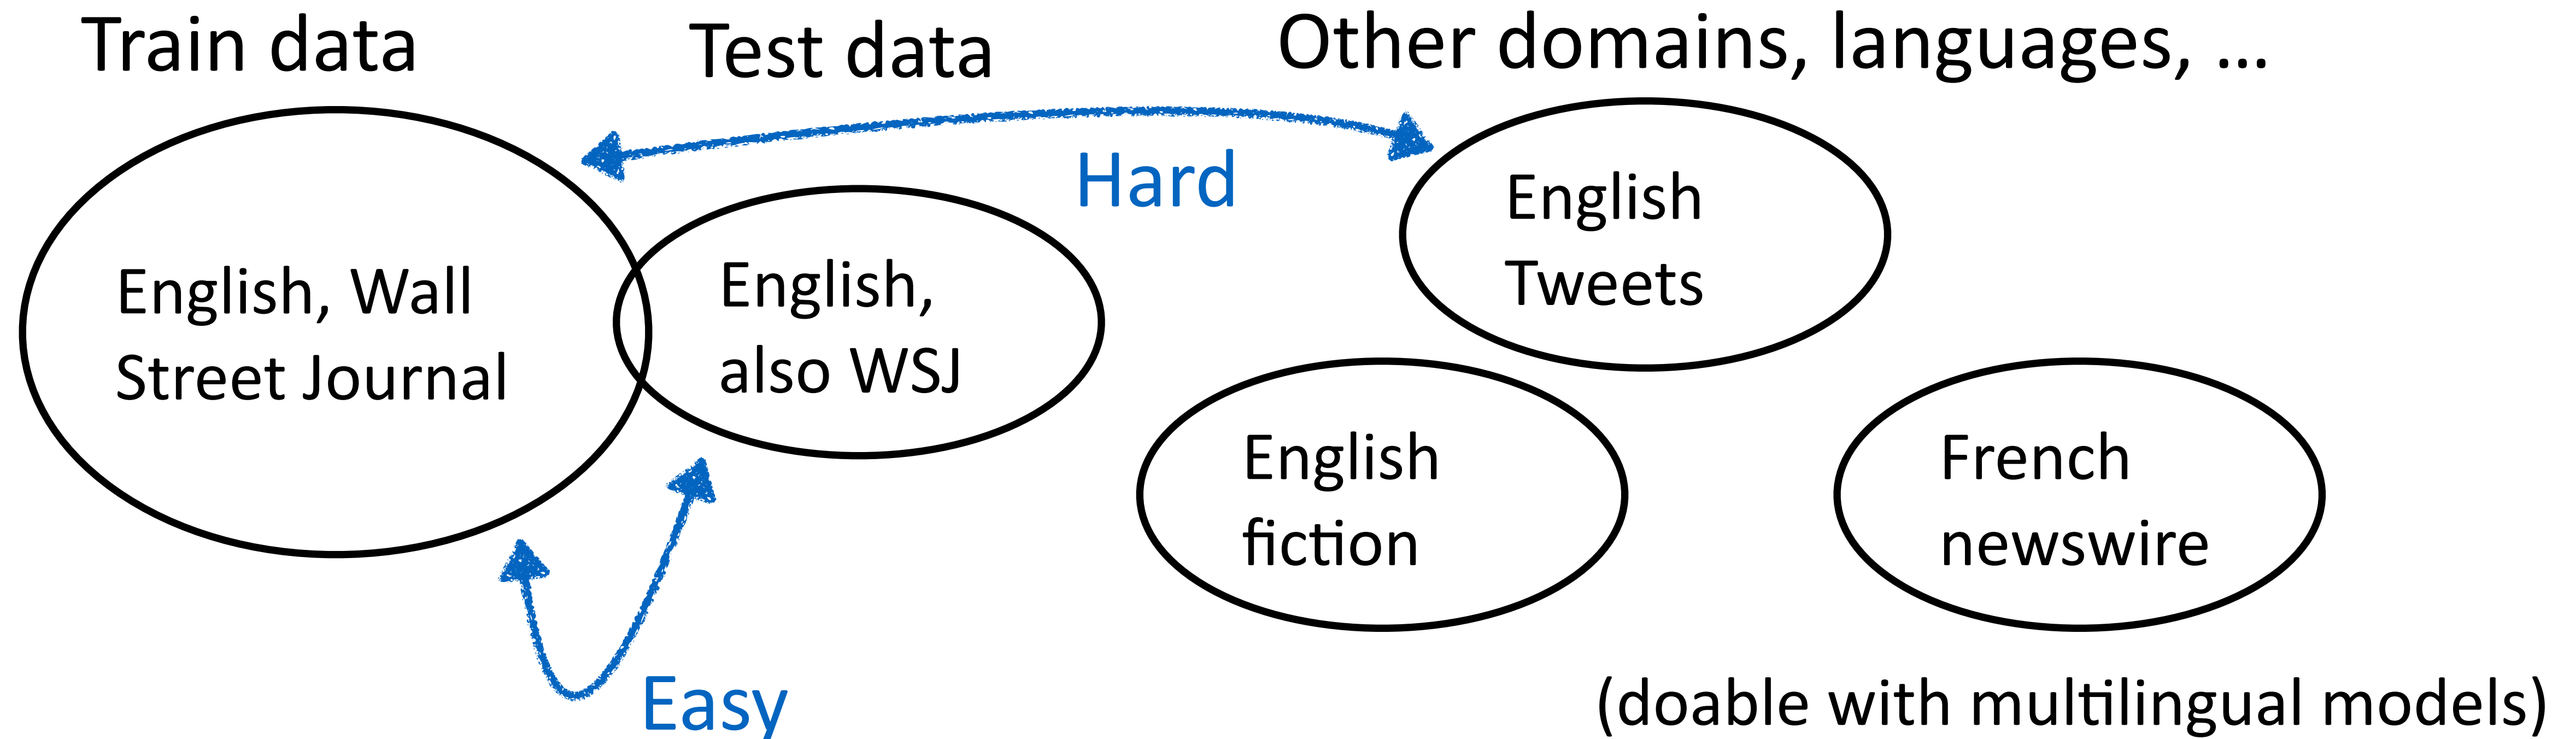 Train data
Test data
Other domains, languages, ...
Hard
English, Wall
Street Journal
English,
also WSJ
English
Tweets
English
fiction
French
newswire
Easy
(doable with multilingual models)